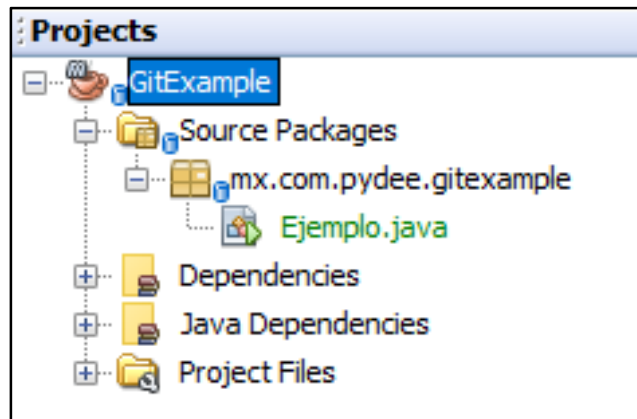 Projects
GitExample
Source Packages
mx.com.pydee.gitexample
Ejemplo.java
Dependencies
Java Dependencies
Project Files